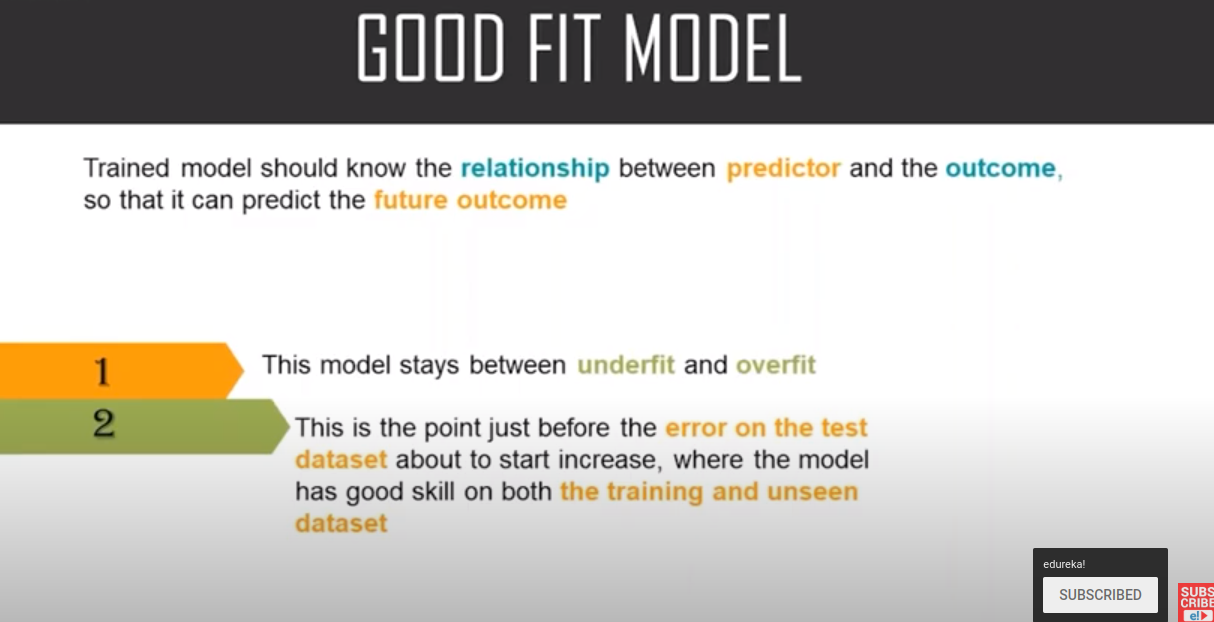 GOOD FIT MODEL
Trained model should know the relationship between predictor and the outcome,
so that it can predict the future outcome
1
This model stays between underfit and overfit
2
This is the point just before the error on the test
dataset about to start increase, where the model
has good skill on both the training and unseen
dataset
edureka!
SUBSCRIBED
SUBS
CRIBE
e!